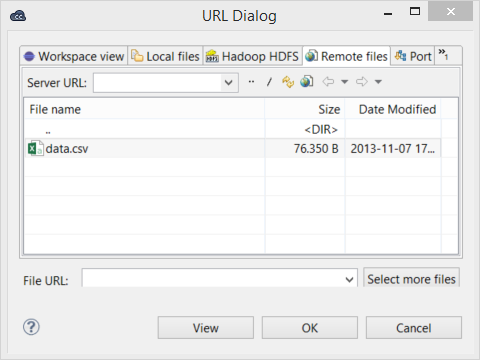 URL Dialog
Workspace view Local files Hadoop HDFS Remote files Port »1
Server URL: .. /
File name Size Date Modified
.. <DIR>
data.csv 76.350 B 2013-11-07 17...
File URL: Select more files
View OK Cancel